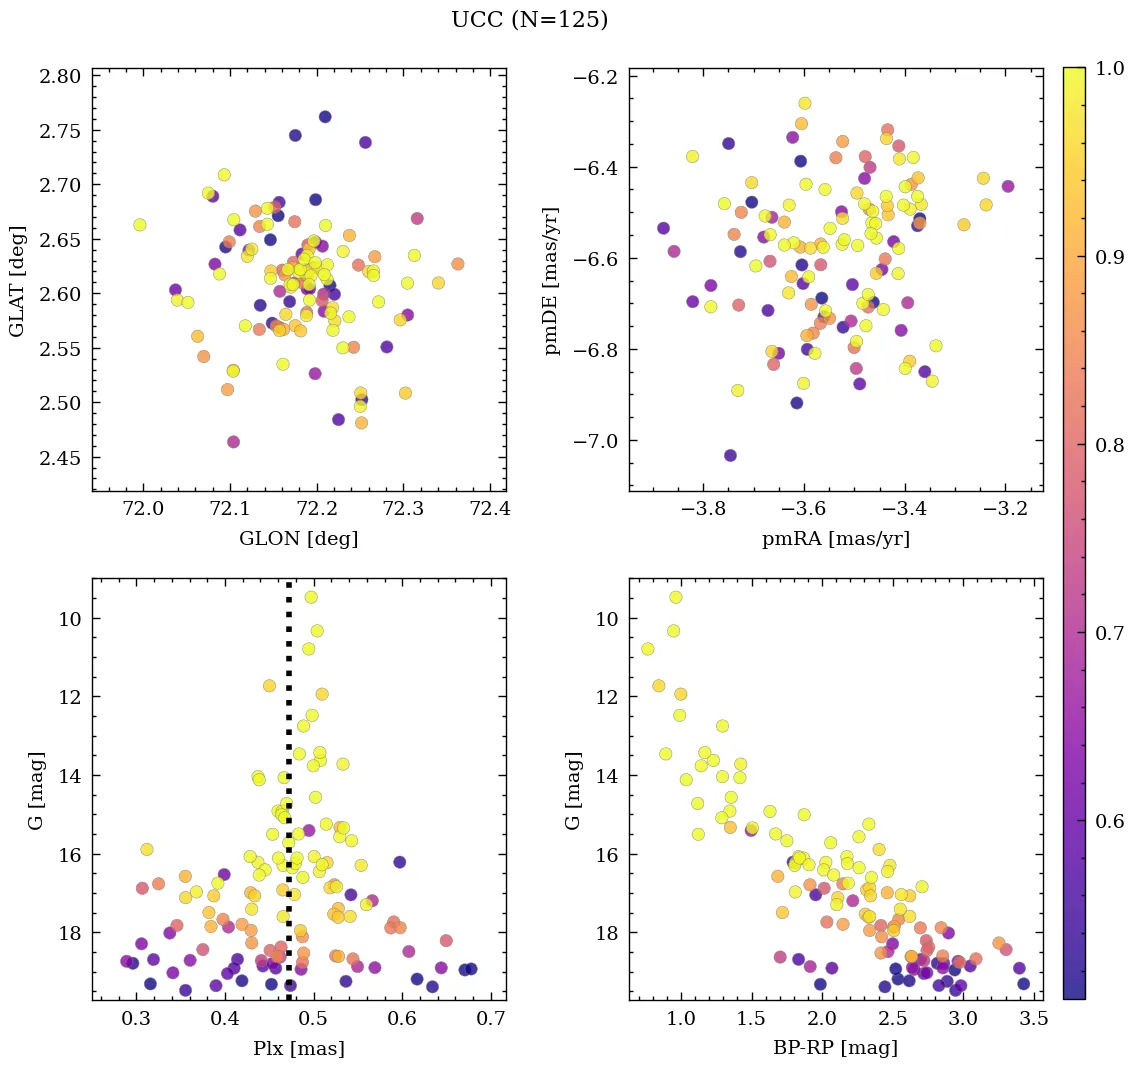 UCC (N=125)
2.80
2.75
2.70
2.65
2.60
2.55
2.50
2.45
GLAT [deg]
72.0 72.1 72.2 72.3 72.4
GLON [deg]
−6.2
−6.4
−6.6
−6.8
−7.0
pmDE [mas/yr]
−3.8 −3.6 −3.4 −3.2
pmRA [mas/yr]
10
12
14
16
18
G [mag]
0.3 0.4 0.5 0.6 0.7
Plx [mas]
10
12
14
16
18
G [mag]
1.0 1.5 2.0 2.5 3.0 3.5
BP-RP [mag]
1.0
0.9
0.8
0.7
0.6